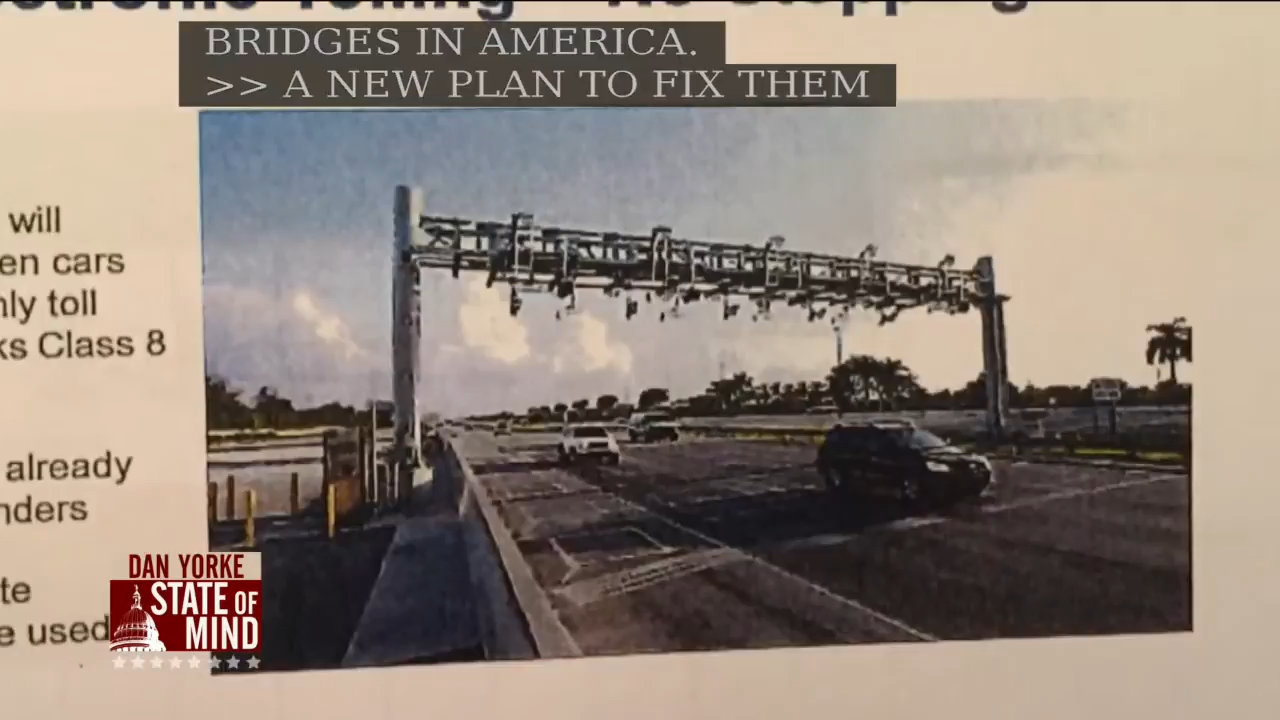 BRIDGES IN AMERICA.
>> A NEW PLAN TO FIX THEM
will
en cars
nly toll
ks Class 8
already
nders
te
e used
DAN YORKE
STATE OF
MIND